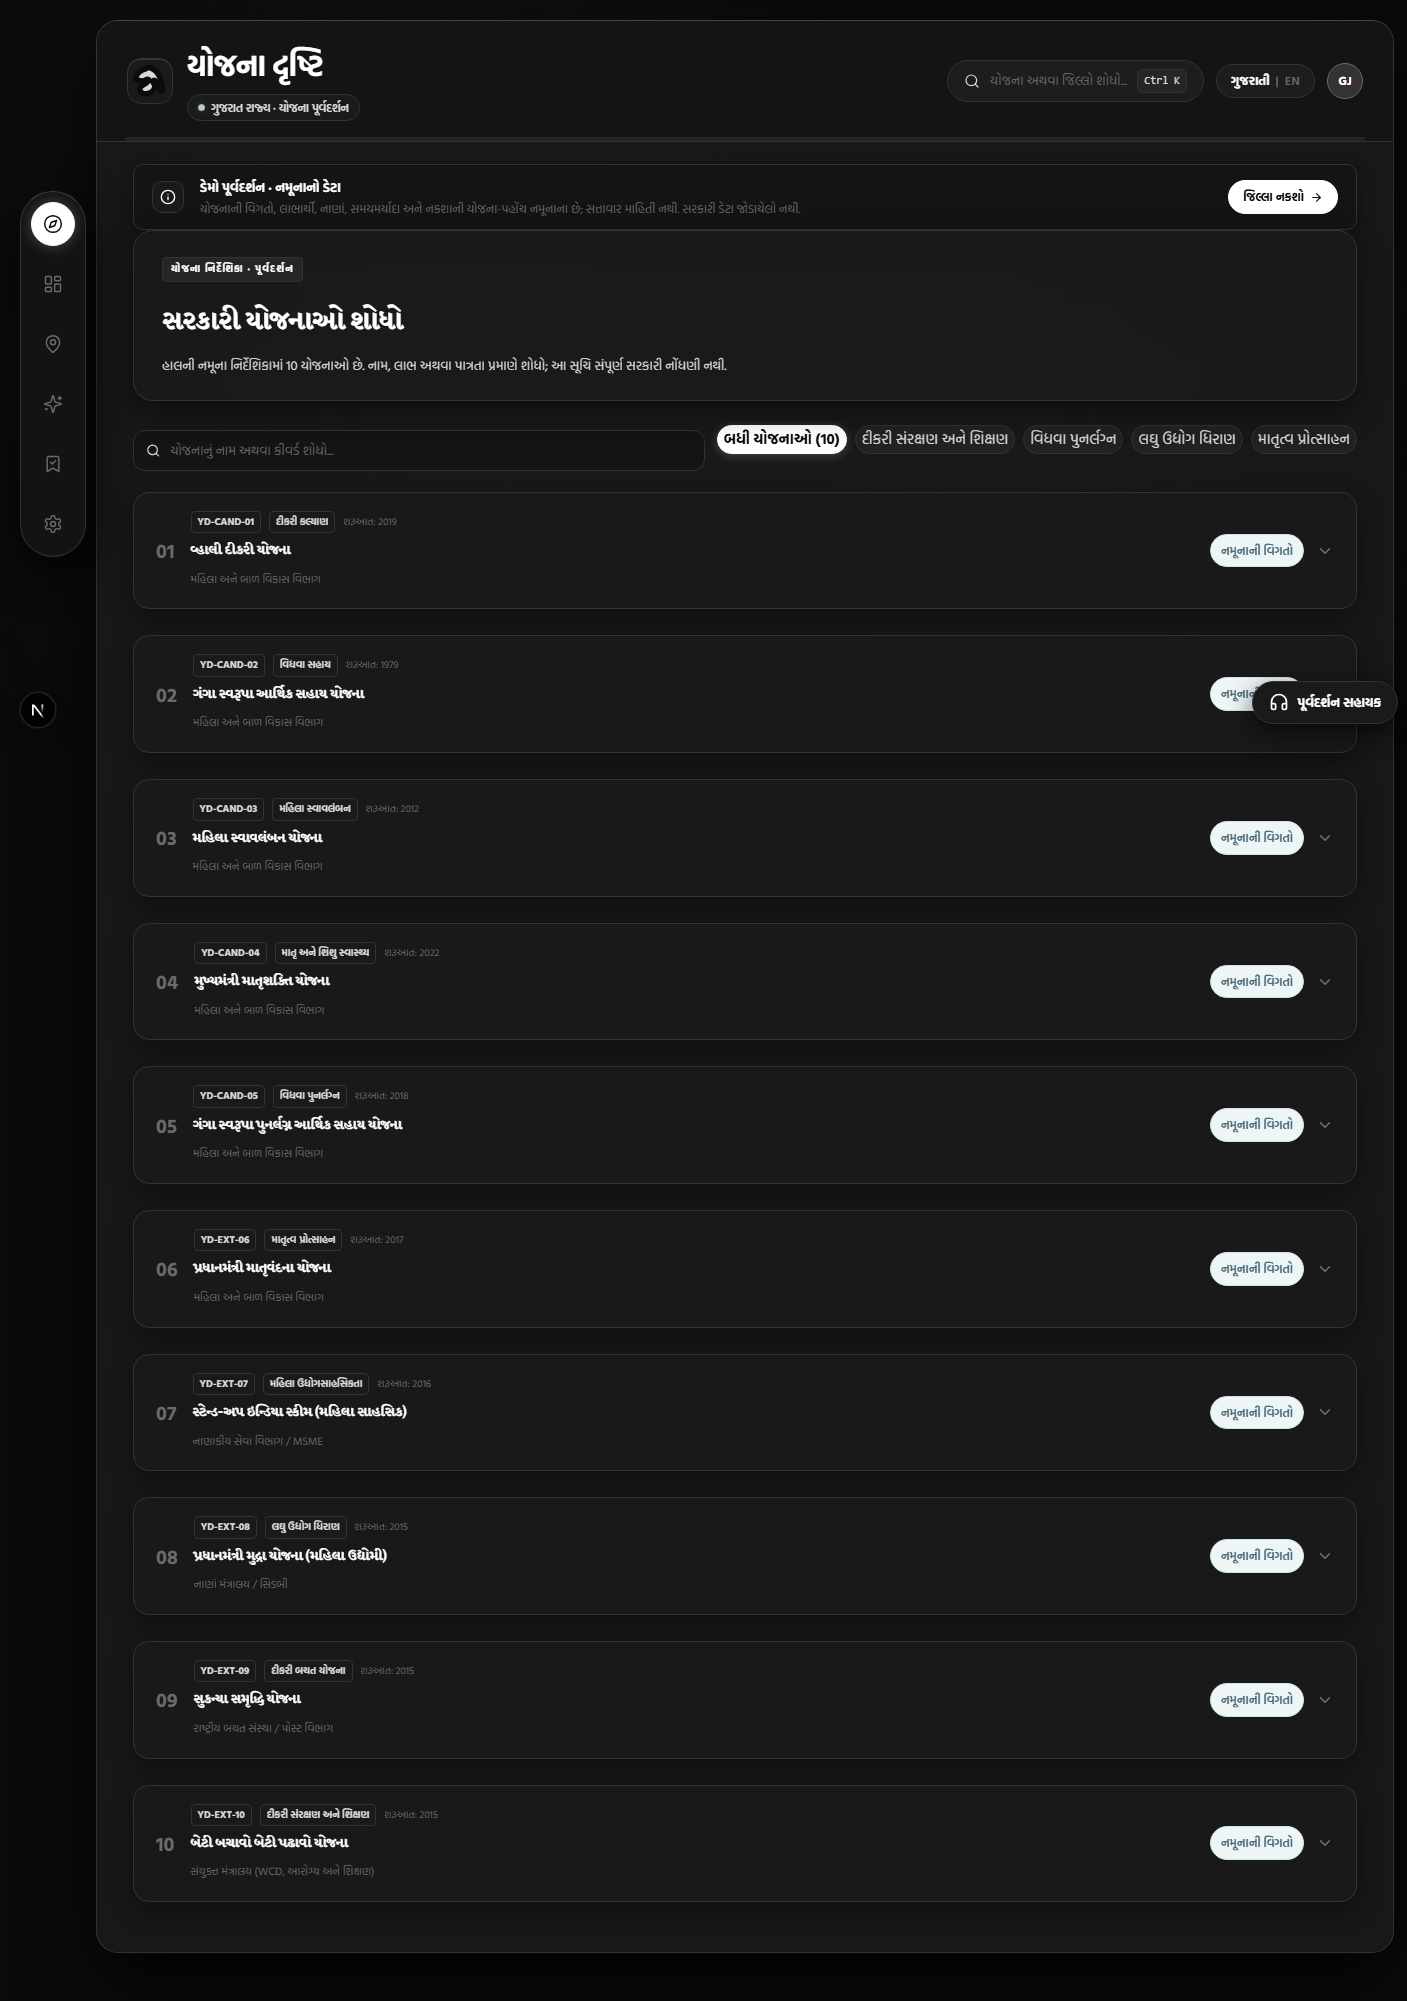 યોજના દૃષ્ટિ
ગુજરાત રાજ્ય · યોજના પૂર્વદર્શન
યોજના અથવા જિલ્લો શોધો... Ctrl K
ગુજરાતી | EN
GJ
ડેમો પૂર્વદર્શન · નમૂનાનો ડેટા
યોજનાની વિગતો, લાભાર્થી, નાણાં, સમયમર્યાદા અને નકશાની યોજના-પહોંચ નમૂનાના છે; સત્તાવાર માહિતી નથી. સરકારી ડેટા જોડાયેલો નથી.
જિલ્લા નકશો →
યોજના નિર્દેશિકા · પૂર્વદર્શન
સરકારી યોજનાઓ શોધો
હાલની નમૂના નિર્દેશિકામાં 10 યોજનાઓ છે. નામ, લાભ અથવા પાત્રતા પ્રમાણે શોધો; આ સૂચિ સંપૂર્ણ સરકારી નોંધણી નથી.
યોજનાનું નામ અથવા કીવર્ડ શોધો...
બધી યોજનાઓ (10) દીકરી સંરક્ષણ અને શિક્ષણ વિધવા પુનર્લગ્ન લઘુ ઉદ્યોગ ધિરાણ માતૃત્વ પ્રોત્સાહન
YD-CAND-01 દીકરી કલ્યાણ શરૂઆત: 2019
01 વ્હાલી દીકરી યોજના
મહિલા અને બાળ વિકાસ વિભાગ
નમૂનાની વિગતો
YD-CAND-02 વિધવા સહાય શરૂઆત: 1979
02 ગંગા સ્વરૂપા આર્થિક સહાય યોજના
મહિલા અને બાળ વિકાસ વિભાગ
પૂર્વદર્શન સહાયક
YD-CAND-03 મહિલા સ્વાવલંબન શરૂઆત: 2012
03 મહિલા સ્વાવલંબન યોજના
મહિલા અને બાળ વિકાસ વિભાગ
નમૂનાની વિગતો
YD-CAND-04 માતૃ અને શિશુ સ્વાસ્થ્ય શરૂઆત: 2022
04 મુખ્યમંત્રી માતૃશક્તિ યોજના
મહિલા અને બાળ વિકાસ વિભાગ
નમૂનાની વિગતો
YD-CAND-05 વિધવા પુનર્લગ્ન શરૂઆત: 2018
05 ગંગા સ્વરૂપા પુનર્લગ્ન આર્થિક સહાય યોજના
મહિલા અને બાળ વિકાસ વિભાગ
નમૂનાની વિગતો
YD-EXT-06 માતૃત્વ પ્રોત્સાહન શરૂઆત: 2017
06 પ્રધાનમંત્રી માતૃવંદના યોજના
મહિલા અને બાળ વિકાસ વિભાગ
નમૂનાની વિગતો
YD-EXT-07 મહિલા ઉદ્યોગસાહસિકતા શરૂઆત: 2016
07 સ્ટેન્ડ-અપ ઇન્ડિયા સ્કીમ (મહિલા સાહસિક)
નાણાકીય સેવા વિભાગ / MSME
નમૂનાની વિગતો
YD-EXT-08 લઘુ ઉદ્યોગ ધિરાણ શરૂઆત: 2015
08 પ્રધાનમંત્રી મુદ્રા યોજના (મહિલા ઉદ્યોમી)
નાણાં મંત્રાલય / સિડબી
નમૂનાની વિગતો
YD-EXT-09 દીકરી બચત યોજના શરૂઆત: 2015
09 સુકન્યા સમૃદ્ધિ યોજના
રાષ્ટ્રીય બચત સંસ્થા / પોસ્ટ વિભાગ
નમૂનાની વિગતો
YD-EXT-10 દીકરી સંરક્ષણ અને શિક્ષણ શરૂઆત: 2015
10 બેટી બચાવો બેટી પઢાવો યોજના
સંયુક્ત મંત્રાલય (WCD, આરોગ્ય અને શિક્ષણ)
નમૂનાની વિગતો